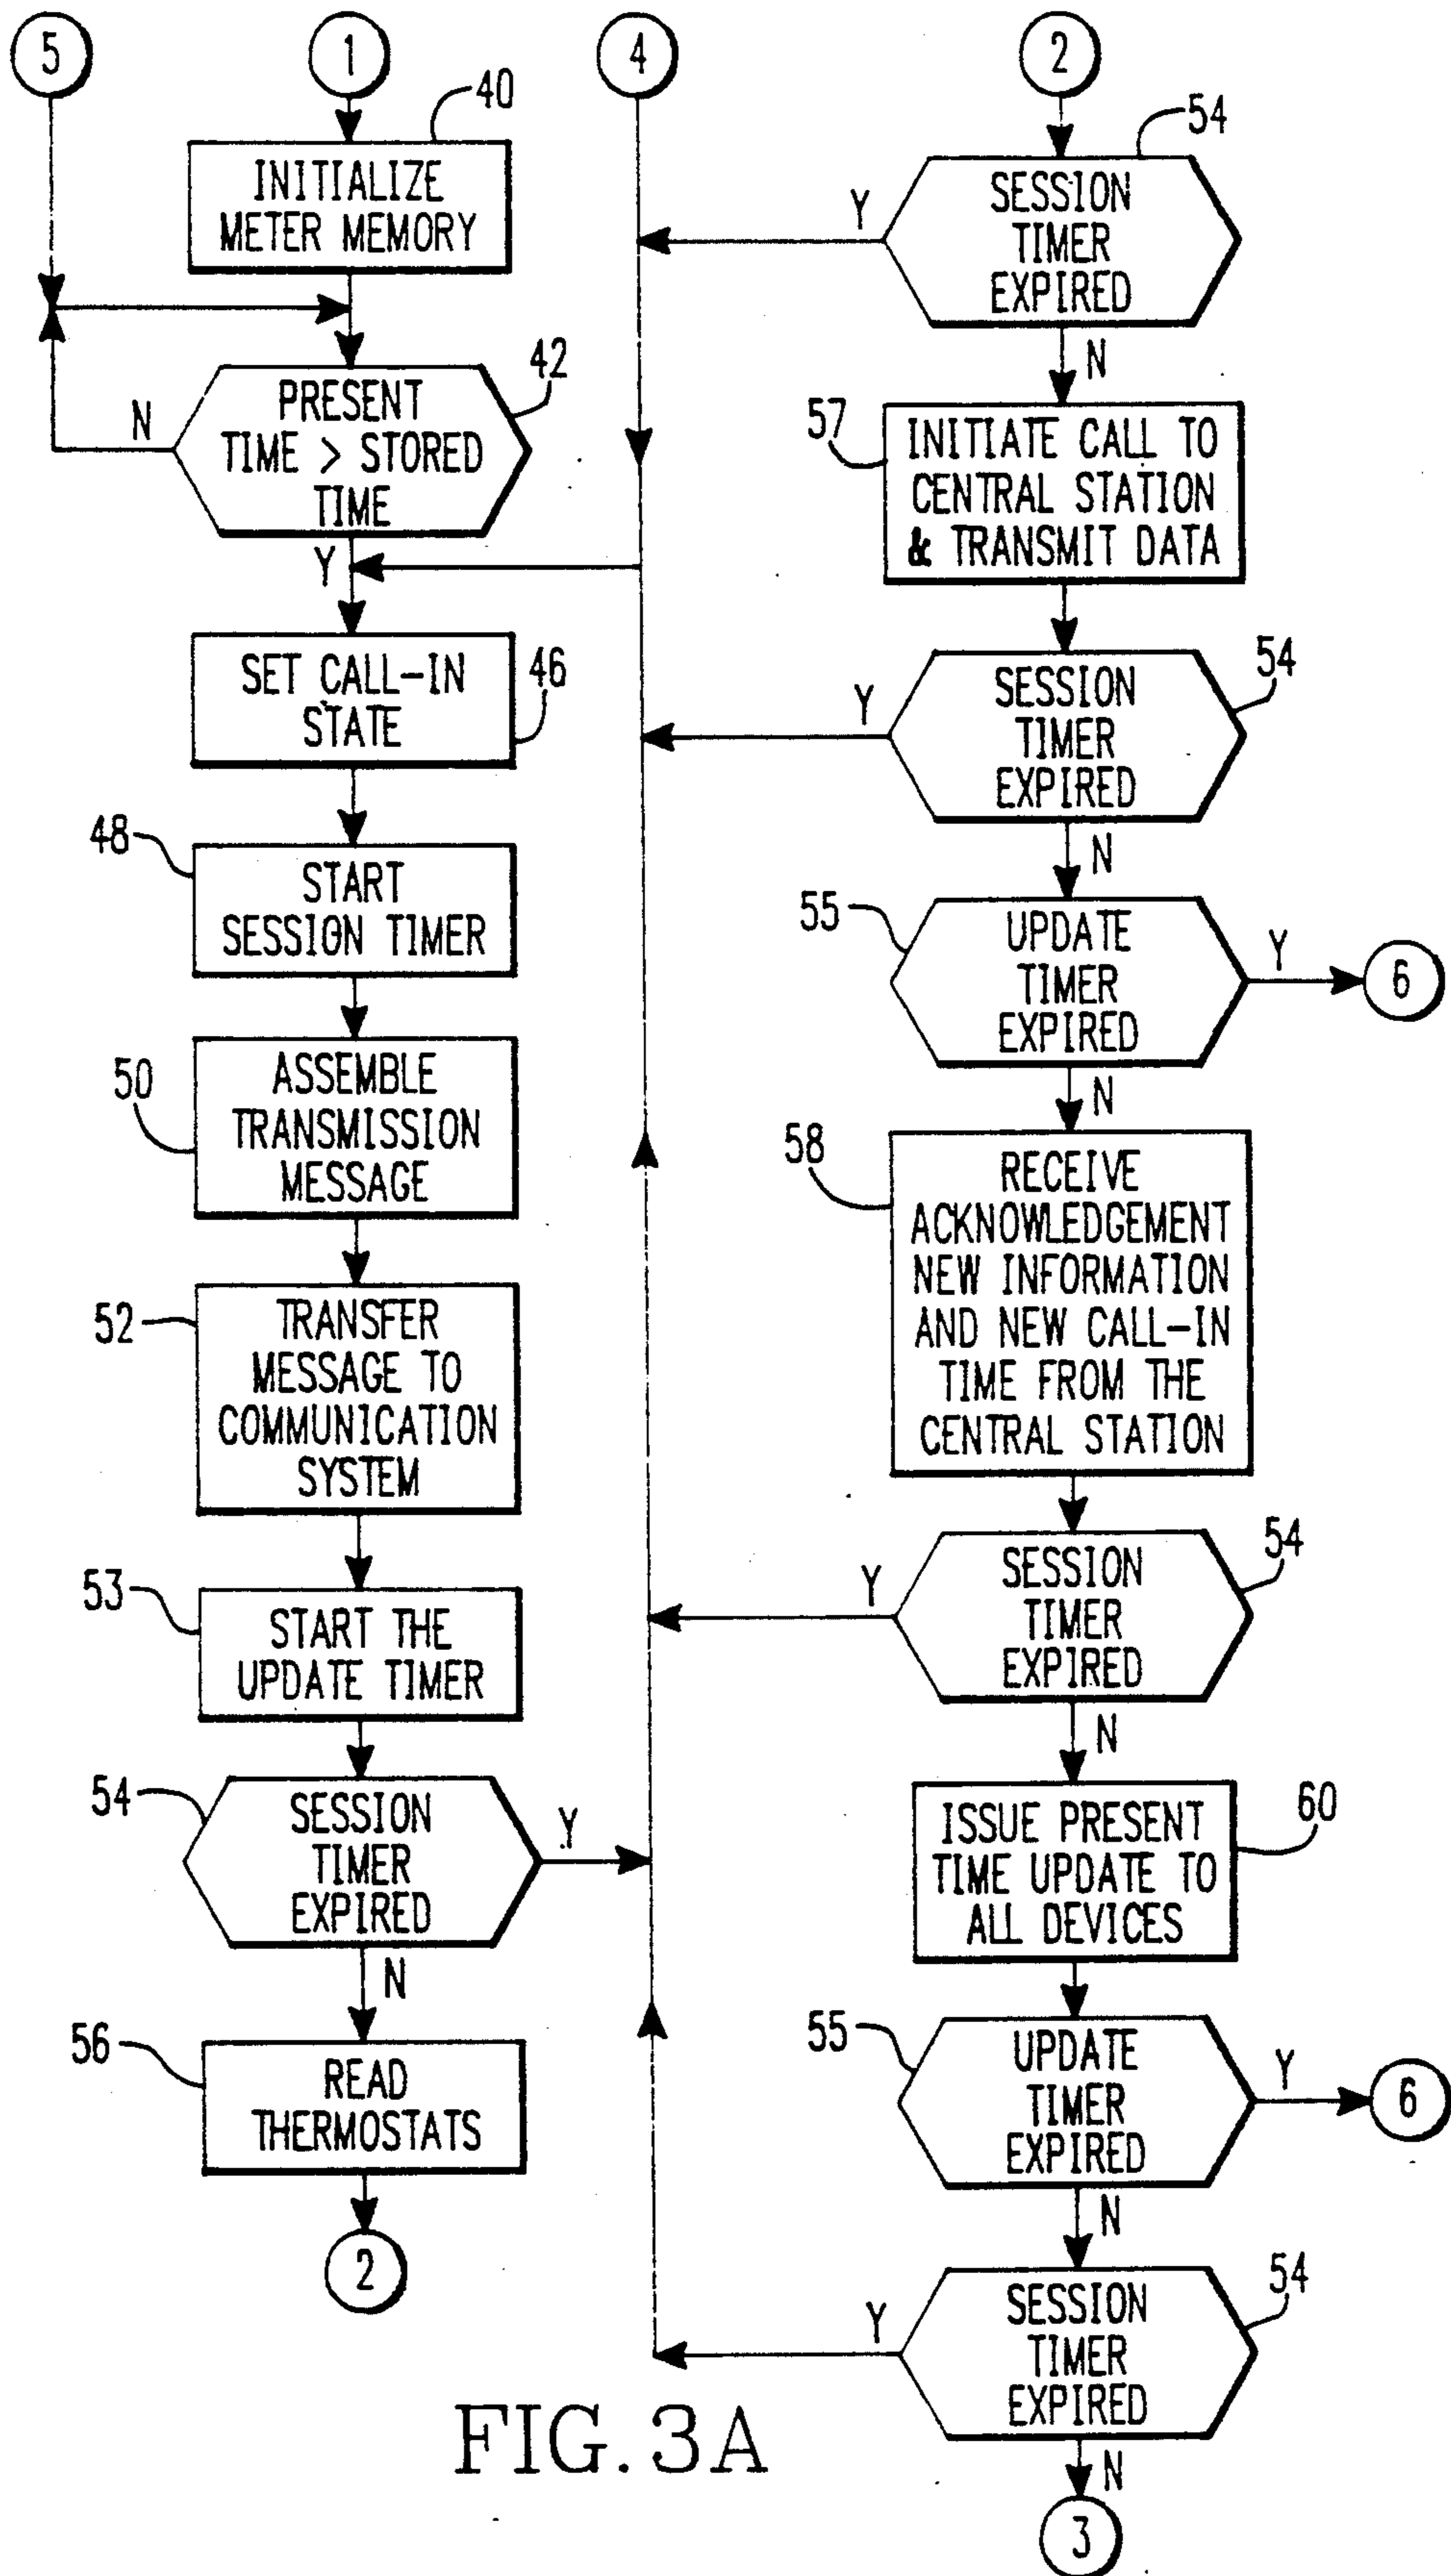 5
1
40
INITIALIZE
METER MEMORY
42
PRESENT
TIME > STORED
TIME
N
Y
SET CALL-IN
STATE
46
48
START
SESSION TIMER
50
ASSEMBLE
TRANSMISSION
MESSAGE
52
TRANSFER
MESSAGE TO
COMMUNICATION
SYSTEM
53
START THE
UPDATE TIMER
54
SESSION
TIMER
EXPIRED
Y
N
56
READ
THERMOSTATS
2
4
2
54
SESSION
TIMER
EXPIRED
Y
N
57
INITIATE CALL TO
CENTRAL STATION
& TRANSMIT DATA
54
SESSION
TIMER
EXPIRED
Y
N
55
UPDATE
TIMER
EXPIRED
Y
6
N
58
RECEIVE
ACKNOWLEDGEMENT
NEW INFORMATION
AND NEW CALL-IN
TIME FROM THE
CENTRAL STATION
54
SESSION
TIMER
EXPIRED
Y
N
60
ISSUE PRESENT
TIME UPDATE TO
ALL DEVICES
55
UPDATE
TIMER
EXPIRED
Y
6
N
54
SESSION
TIMER
EXPIRED
Y
N
3
FIG. 3A